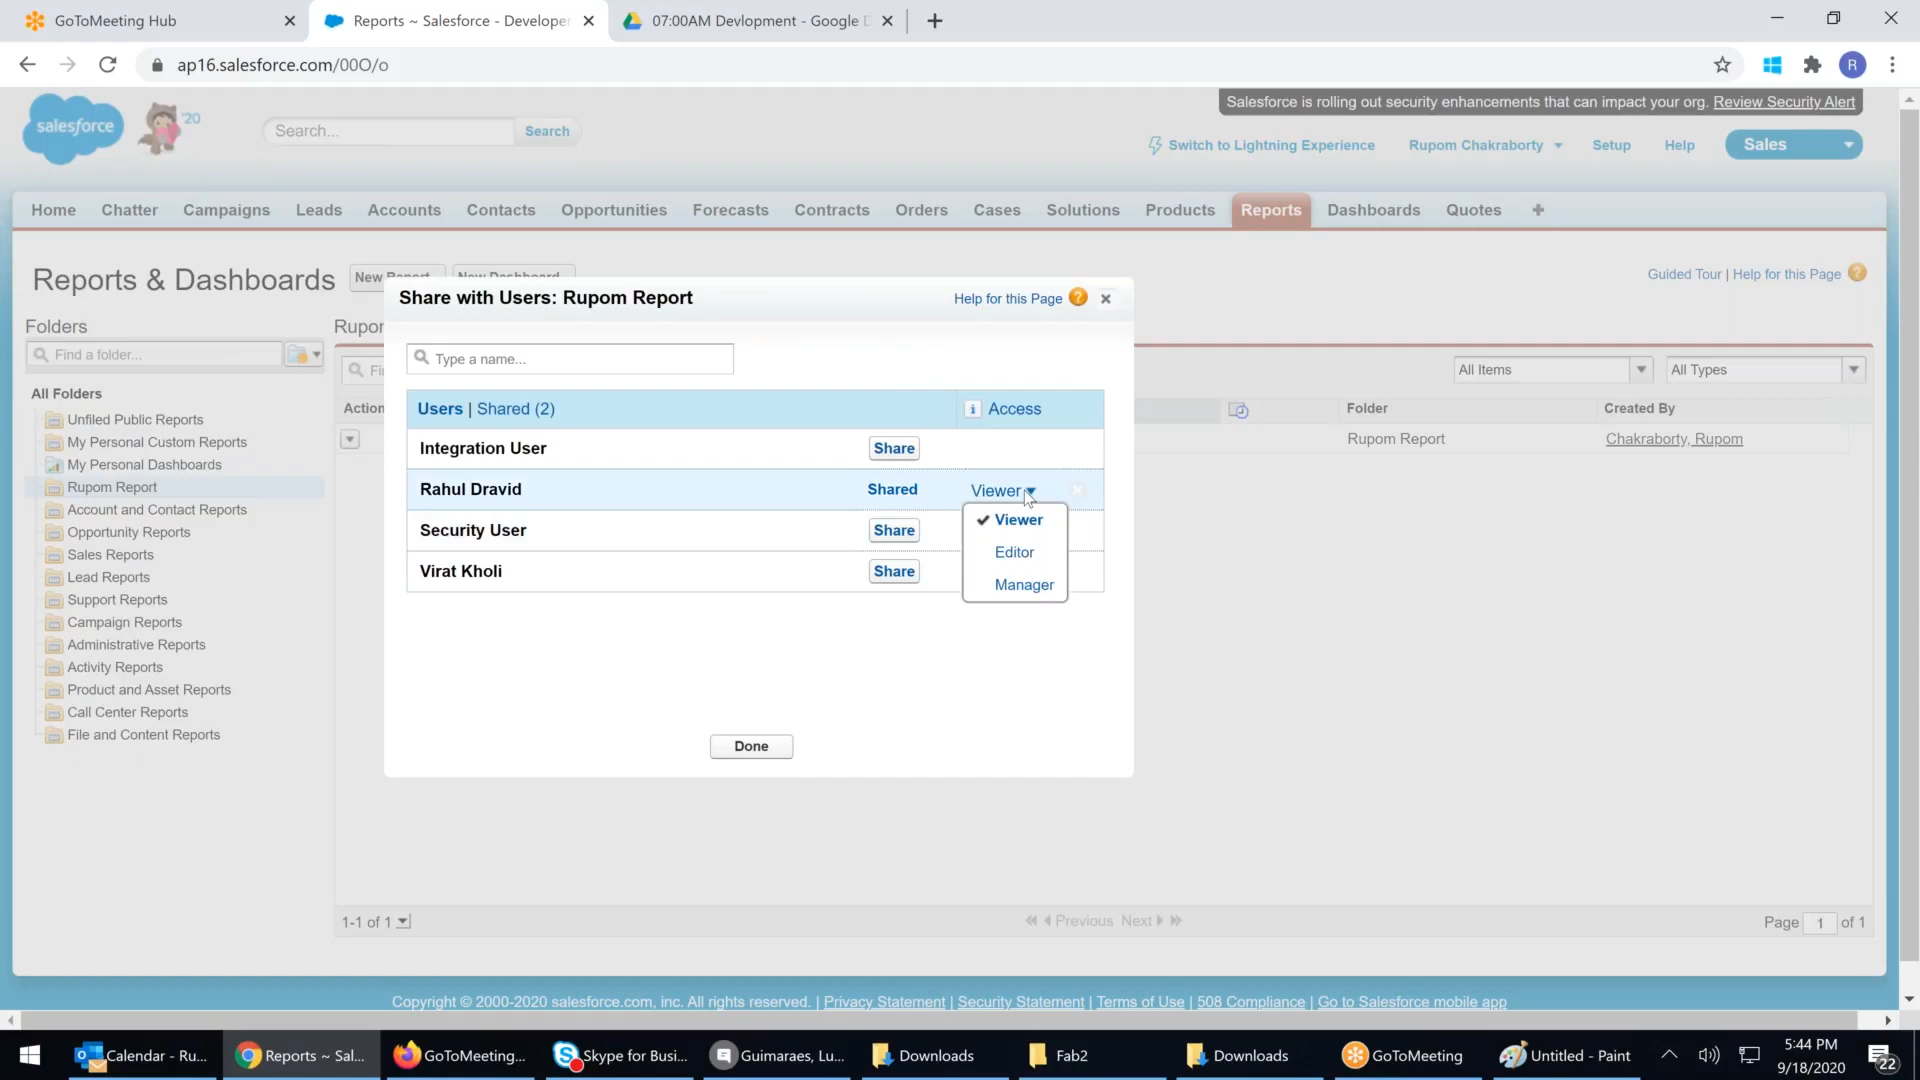 GoToMeeting Hub
Reports ~ Salesforce - Developer
07:00AM Devlopment - Google D
ap16.salesforce.com/00O/o
R
Salesforce is rolling out security enhancements that can impact your org. Review Security Alert
salesforce
'20
Search...
Search
Switch to Lightning Experience
Rupom Chakraborty
Setup
Help
Sales
Home
Chatter
Campaigns
Leads
Accounts
Contacts
Opportunities
Forecasts
Contracts
Orders
Cases
Solutions
Products
Reports
Dashboards
Quotes
+
Reports & Dashboards
New Report...
New Dashboard...
Guided Tour | Help for this Page
Share with Users: Rupom Report
Help for this Page
Folders
Find a folder...
All Folders
Unfiled Public Reports
My Personal Custom Reports
My Personal Dashboards
Rupom Report
Account and Contact Reports
Opportunity Reports
Sales Reports
Lead Reports
Support Reports
Campaign Reports
Administrative Reports
Activity Reports
Product and Asset Reports
Call Center Reports
File and Content Reports
Rupor
Fi
Action
Type a name...
Users | Shared (2)
Access
Integration User
Share
Rahul Dravid
Shared
Viewer
Security User
Share
Virat Kholi
Share
Viewer
Editor
Manager
Done
All Items
All Types
Folder
Created By
Rupom Report
Chakraborty, Rupom
1-1 of 1
Previous Next
Page 1 of 1
Copyright © 2000-2020 salesforce.com, inc. All rights reserved. | Privacy Statement | Security Statement | Terms of Use | 508 Compliance | Go to Salesforce mobile app
Calendar - Ru...
Reports ~ Sal...
GoToMeeting...
Skype for Busi...
Guimaraes, Lu...
Downloads
Fab2
Downloads
GoToMeeting
Untitled - Paint
5:44 PM
9/18/2020
22